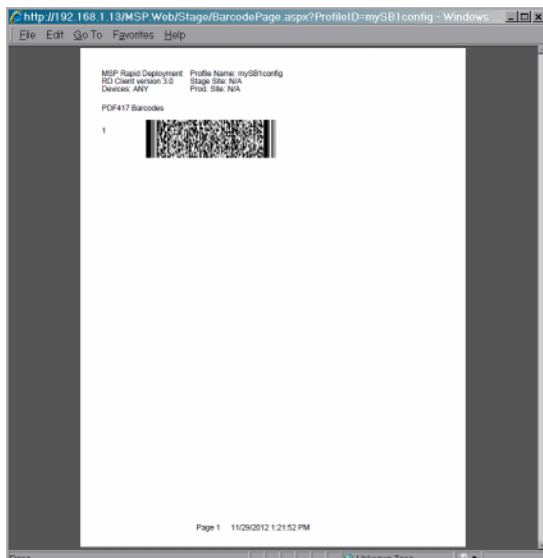 http://192.168.1.13/MSP.Web/Stage/BarcodePage.aspx?ProfileID=mySB1config - Windows
File Edit Go To Favorites Help
MSP Rapid Deployment Profile Name: mySB1config
RD Client version 3.0 Stage Site: N/A
Devices: ANY Prod. Site: N/A
PDF417 Barcodes
1
Page 1 11/29/2012 1:21:52 PM